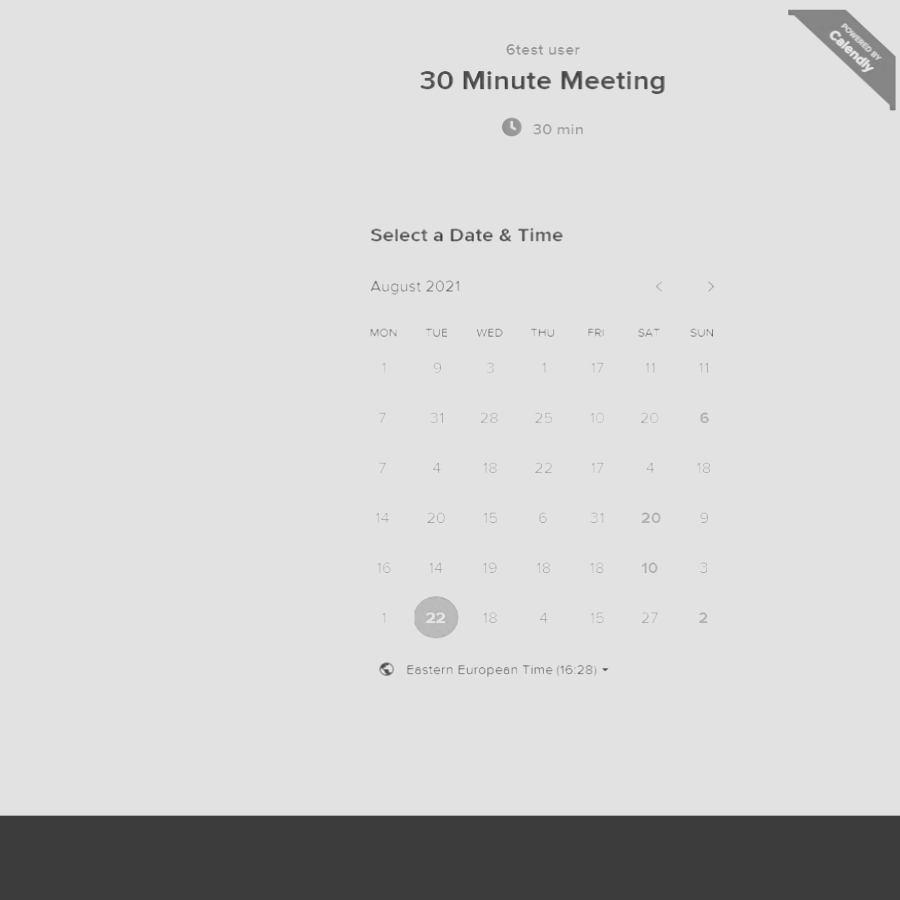 POWERED BY
Calendly
6test user
30 Minute Meeting
30 min
Select a Date & Time
August 2021
MON TUE WED THU FRI SAT SUN
1 9 3 1 17 11 11
7 31 28 25 10 20 6
7 4 18 22 17 4 18
14 20 15 6 31 20 9
16 14 19 18 18 10 3
1 22 18 4 15 27 2
Eastern European Time (16:28)